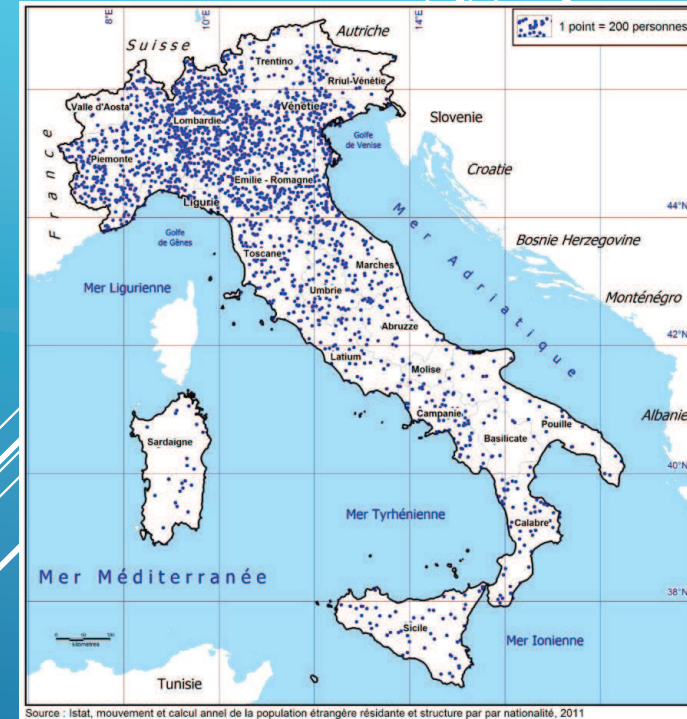 8°E
10°E
14°E
1 point = 200 personnes
Suisse
Autriche
Trentino
Rriul-Vénétie
Valle d'Aosta
Lombardie
Vénétie
Slovenie
Golfe
de Venise
Piemonte
Croatie
France
Emilie - Romagne
Ligurie
44°N
Golfe
de Gênes
Mer Adriatique
Toscane
Marches
Bosnie Herzegovine
Mer Ligurienne
Umbrie
Monténégro
Abruzze
42°N
Latium
Molise
Campanie
Pouille
Albanie
Sardaigne
Basilicate
40°N
Mer Tyrhénienne
Calabre
Mer Méditerranée
38°N
Sicile
Mer Ionienne
Kilomètres
Tunisie
Source : Istat, mouvement et calcul annel de la population étrangère résidante et structure par par nationalité, 2011